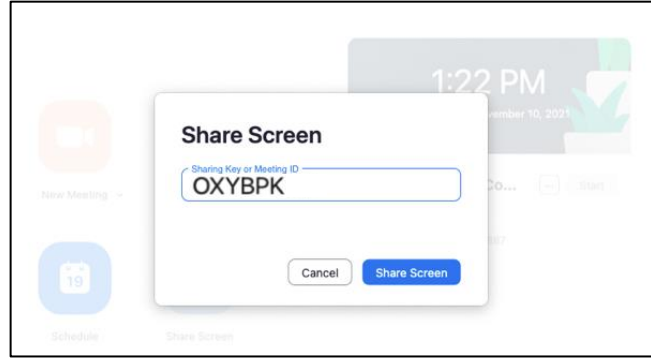 1:22 PM
vember 10, 2021
Share Screen
Sharing Key or Meeting ID
OXYBPK
New Meeting
Co...
Start
Cancel
Share Screen
19
Schedule
Share Screen